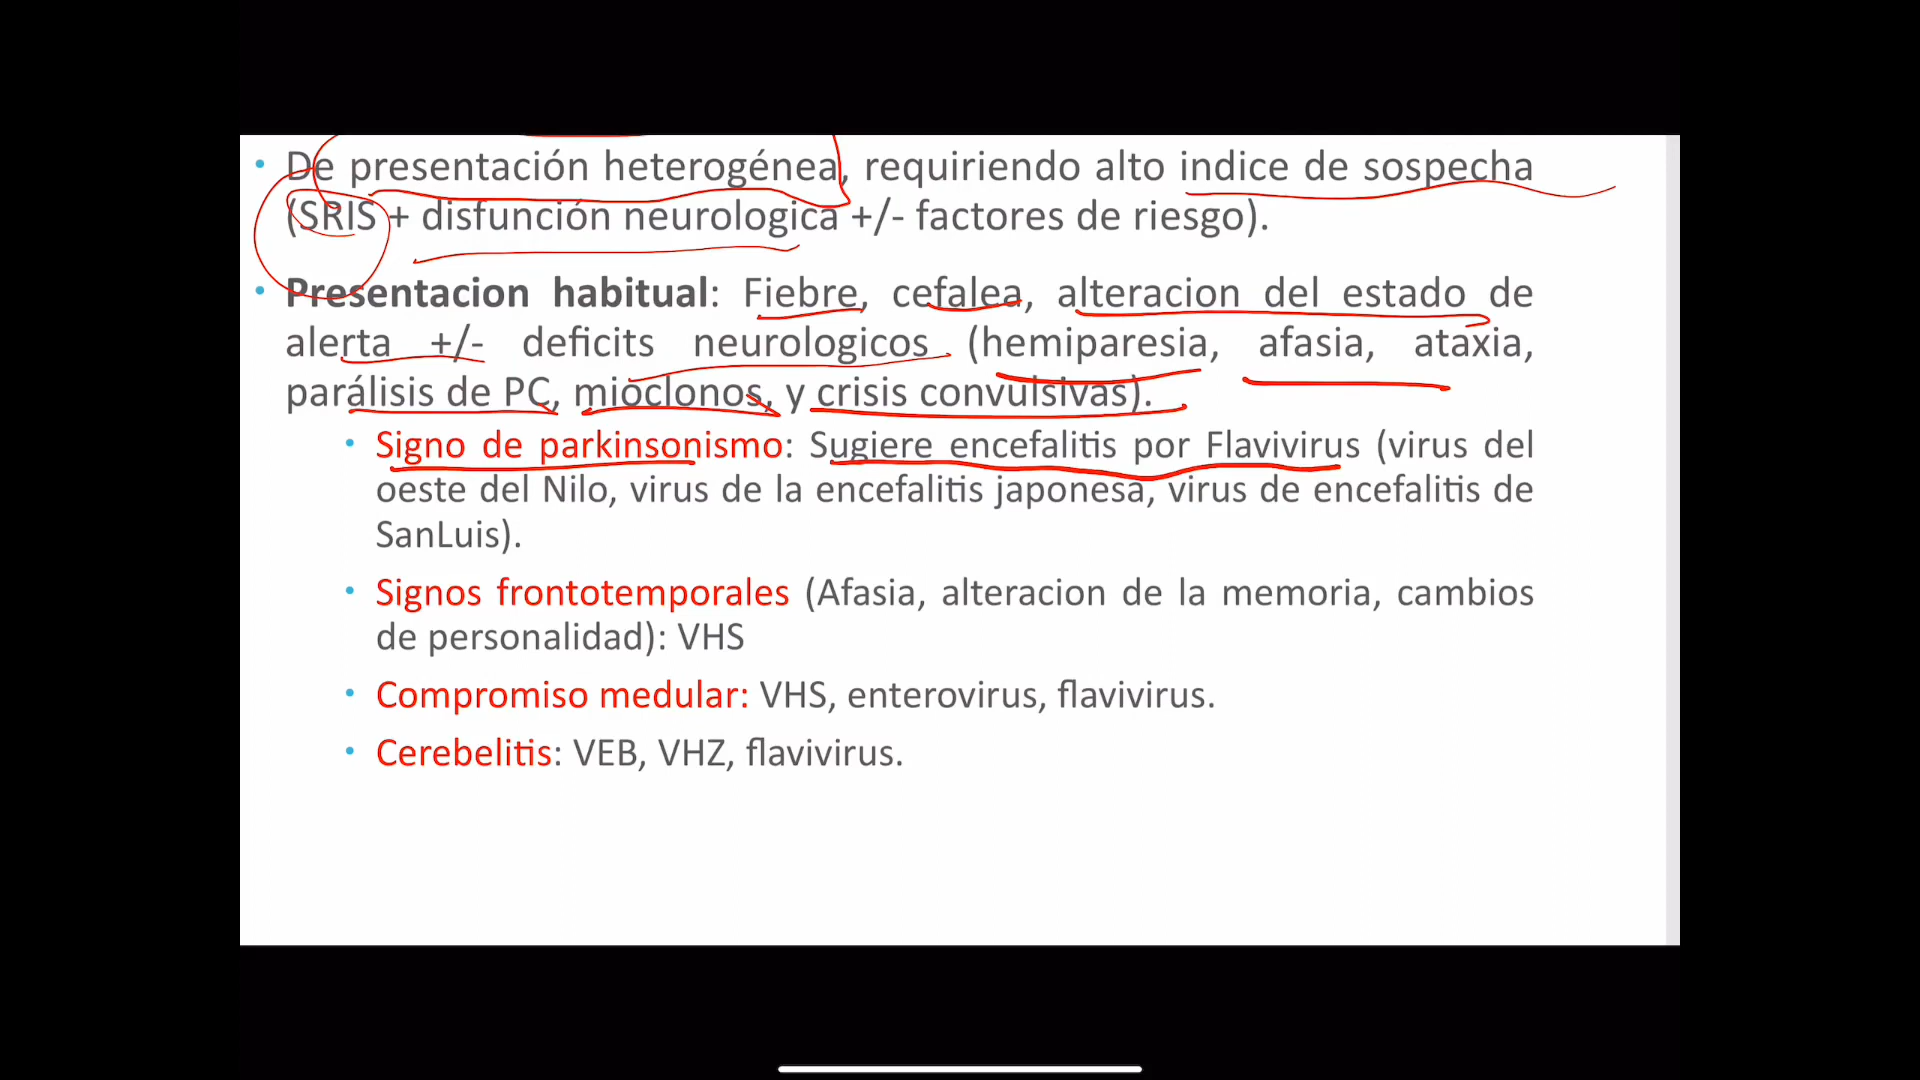 • De presentación heterogénea, requiriendo alto indice de sospecha
(SRIS + disfunción neurologica +/- factores de riesgo).
• Presentacion habitual: Fiebre, cefalea, alteracion del estado de
alerta +/- deficits neurologicos (hemiparesia, afasia, ataxia,
parálisis de PC, mioclonos, y crisis convulsivas).
• Signo de parkinsonismo: Sugiere encefalitis por Flavivirus (virus del
oeste del Nilo, virus de la encefalitis japonesa, virus de encefalitis de
SanLuis).
• Signos frontotemporales (Afasia, alteracion de la memoria, cambios
de personalidad): VHS
• Compromiso medular: VHS, enterovirus, flavivirus.
• Cerebelitis: VEB, VHZ, flavivirus.